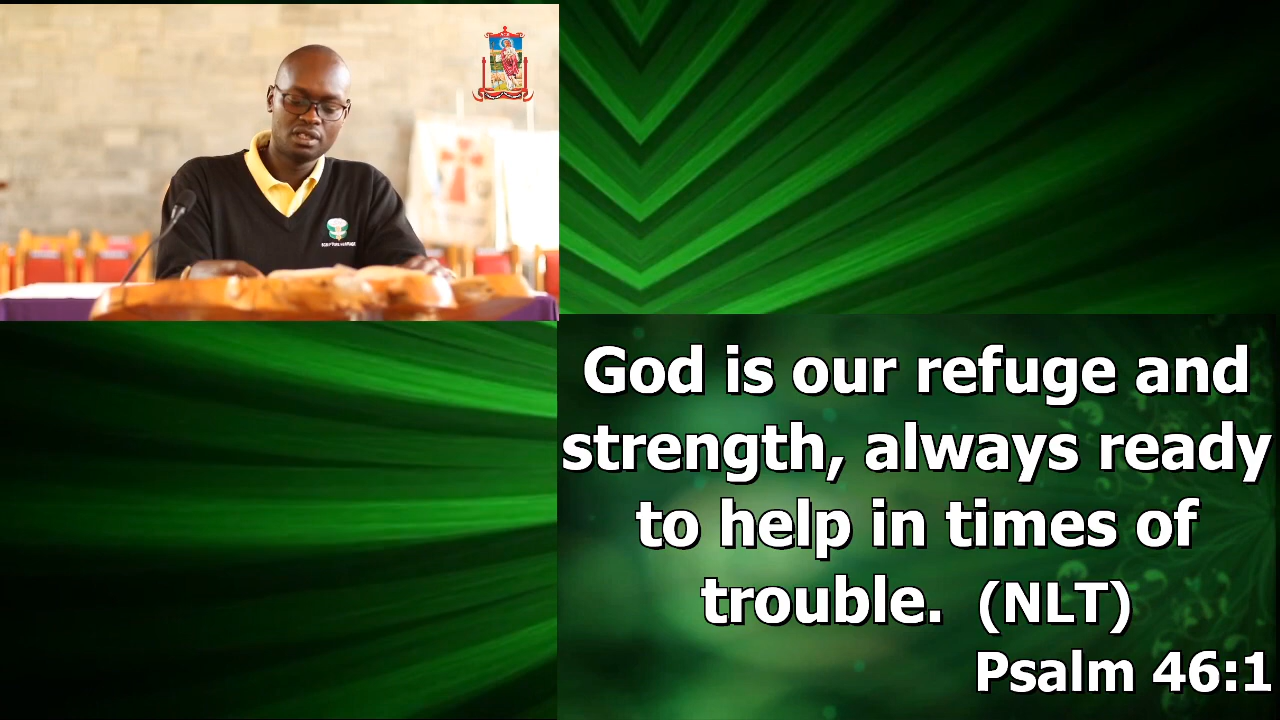 God is our refuge and
strength, always ready
to help in times of
trouble. (NLT)
Psalm 46:1